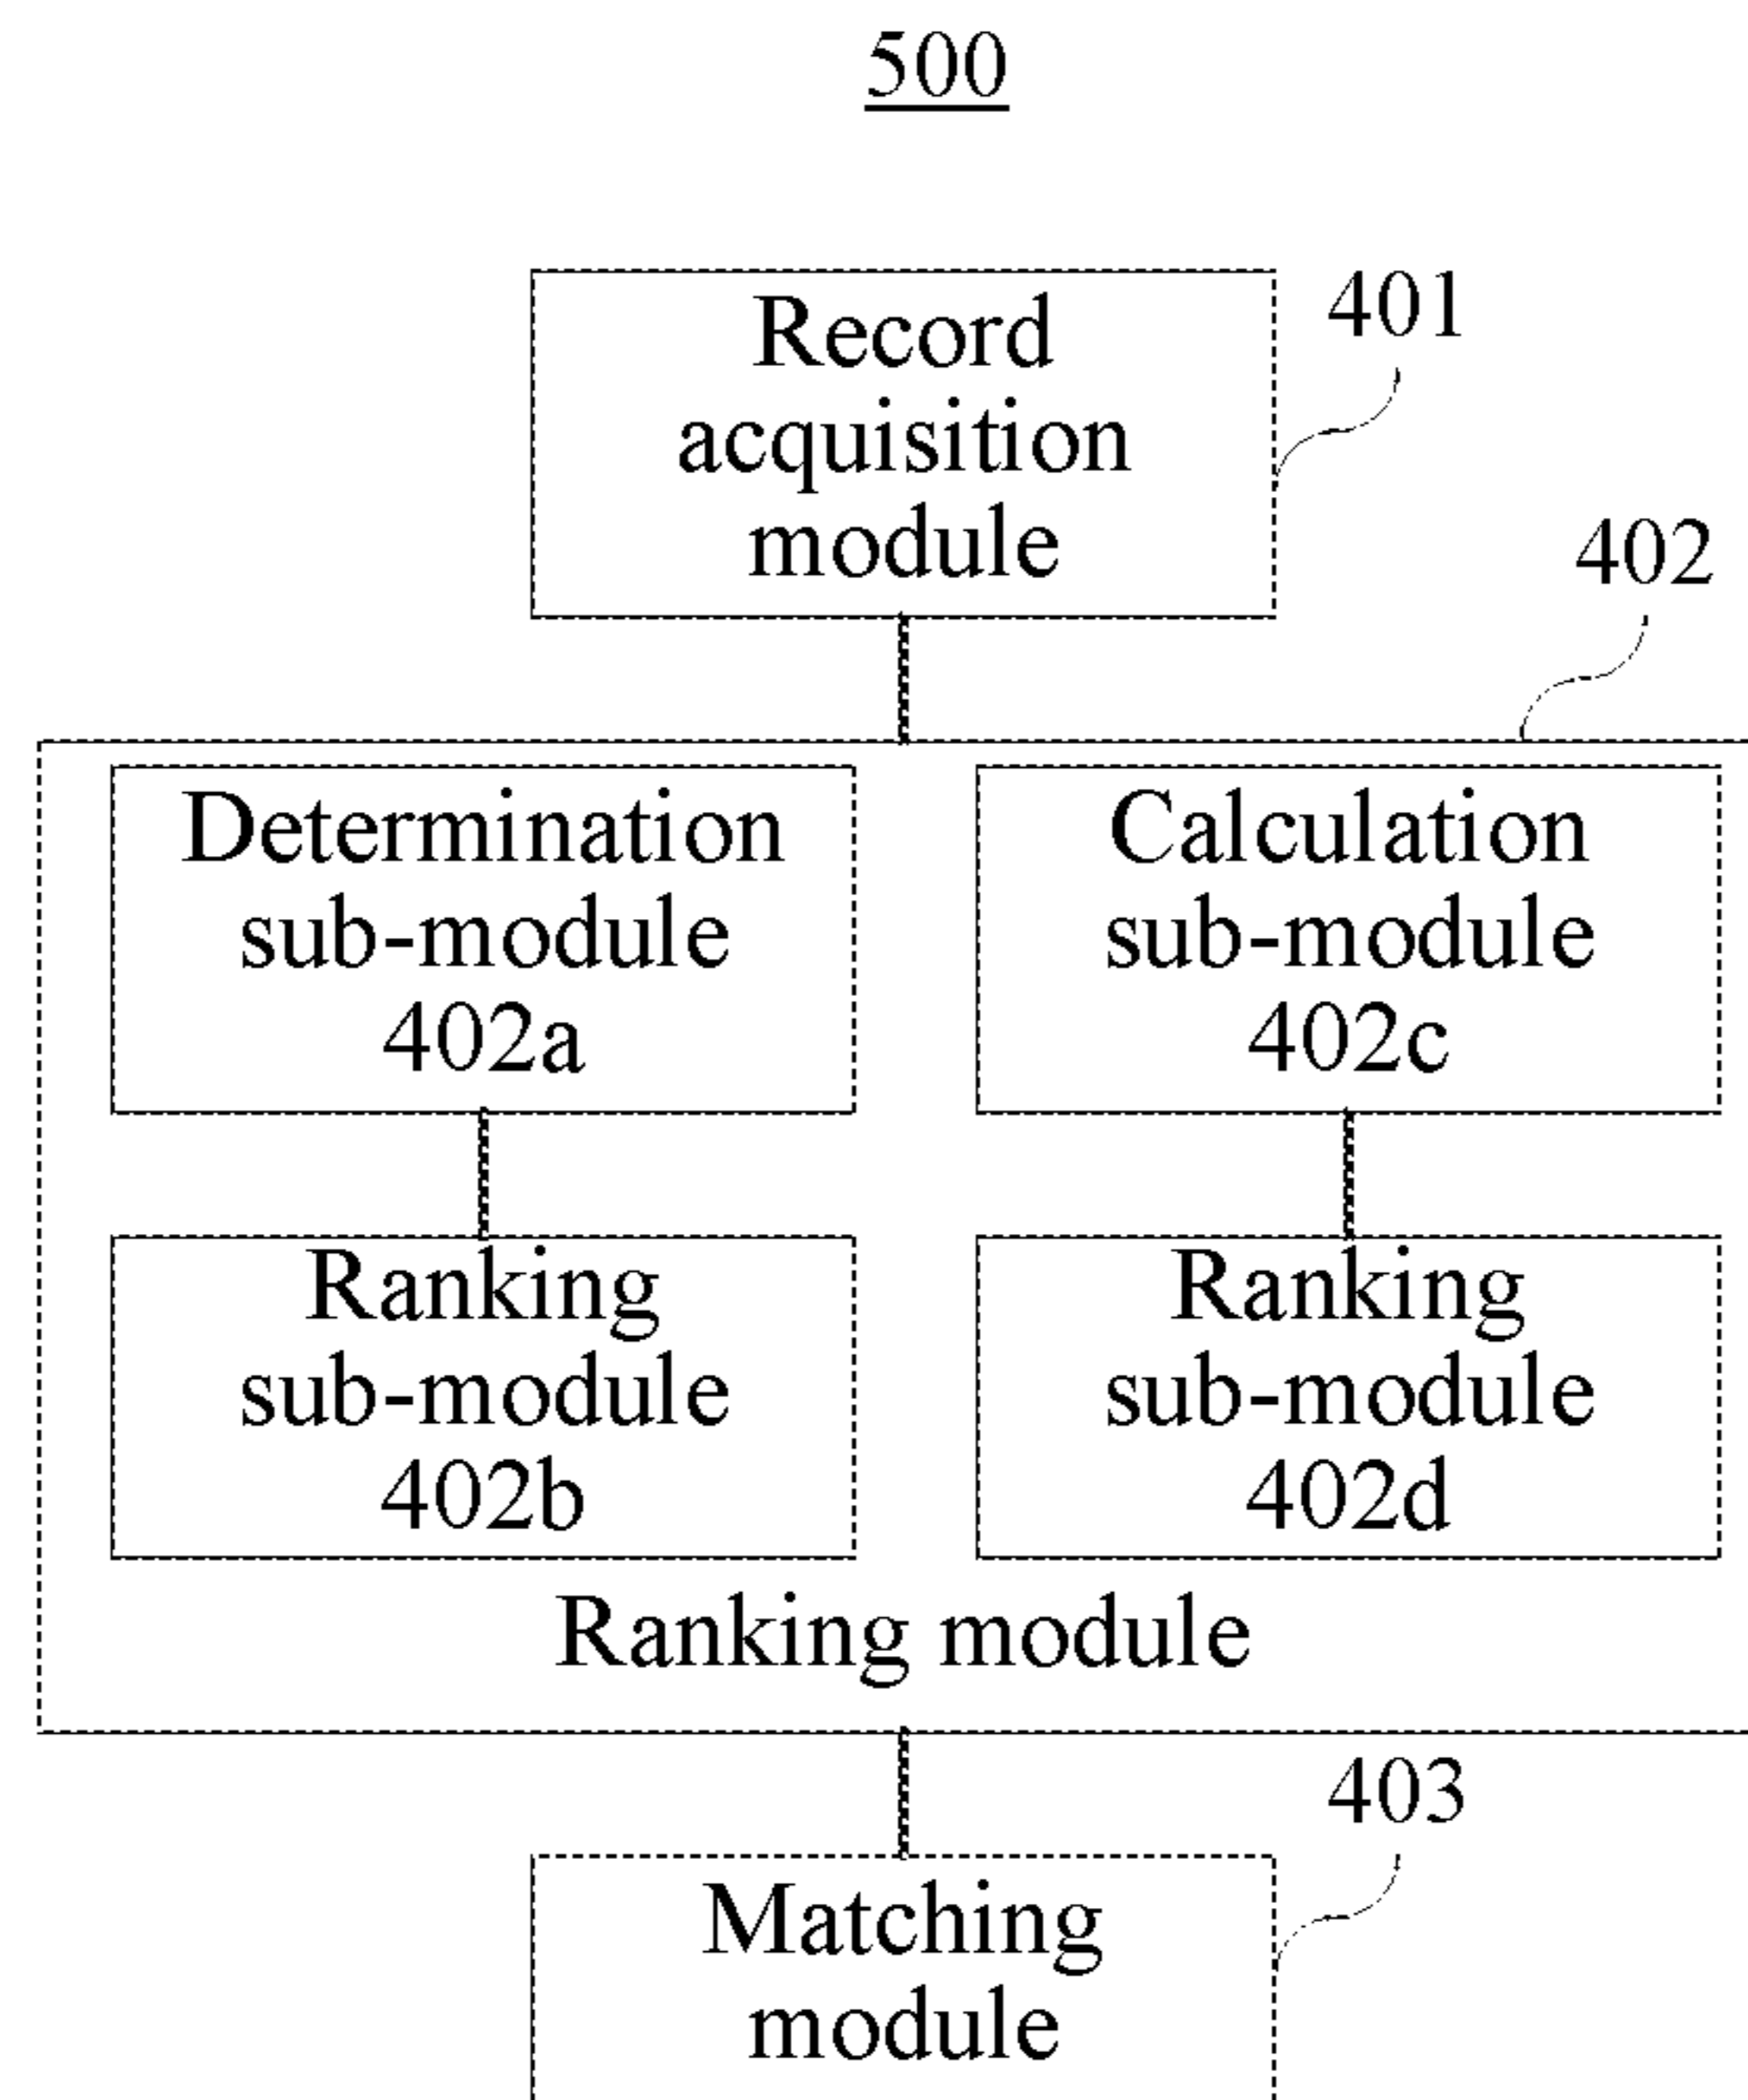 500
Record
acquisition
module
401
402
Determination
sub-module
402a
Calculation
sub-module
402c
Ranking
sub-module
402b
Ranking
sub-module
402d
Ranking module
403
Matching
module